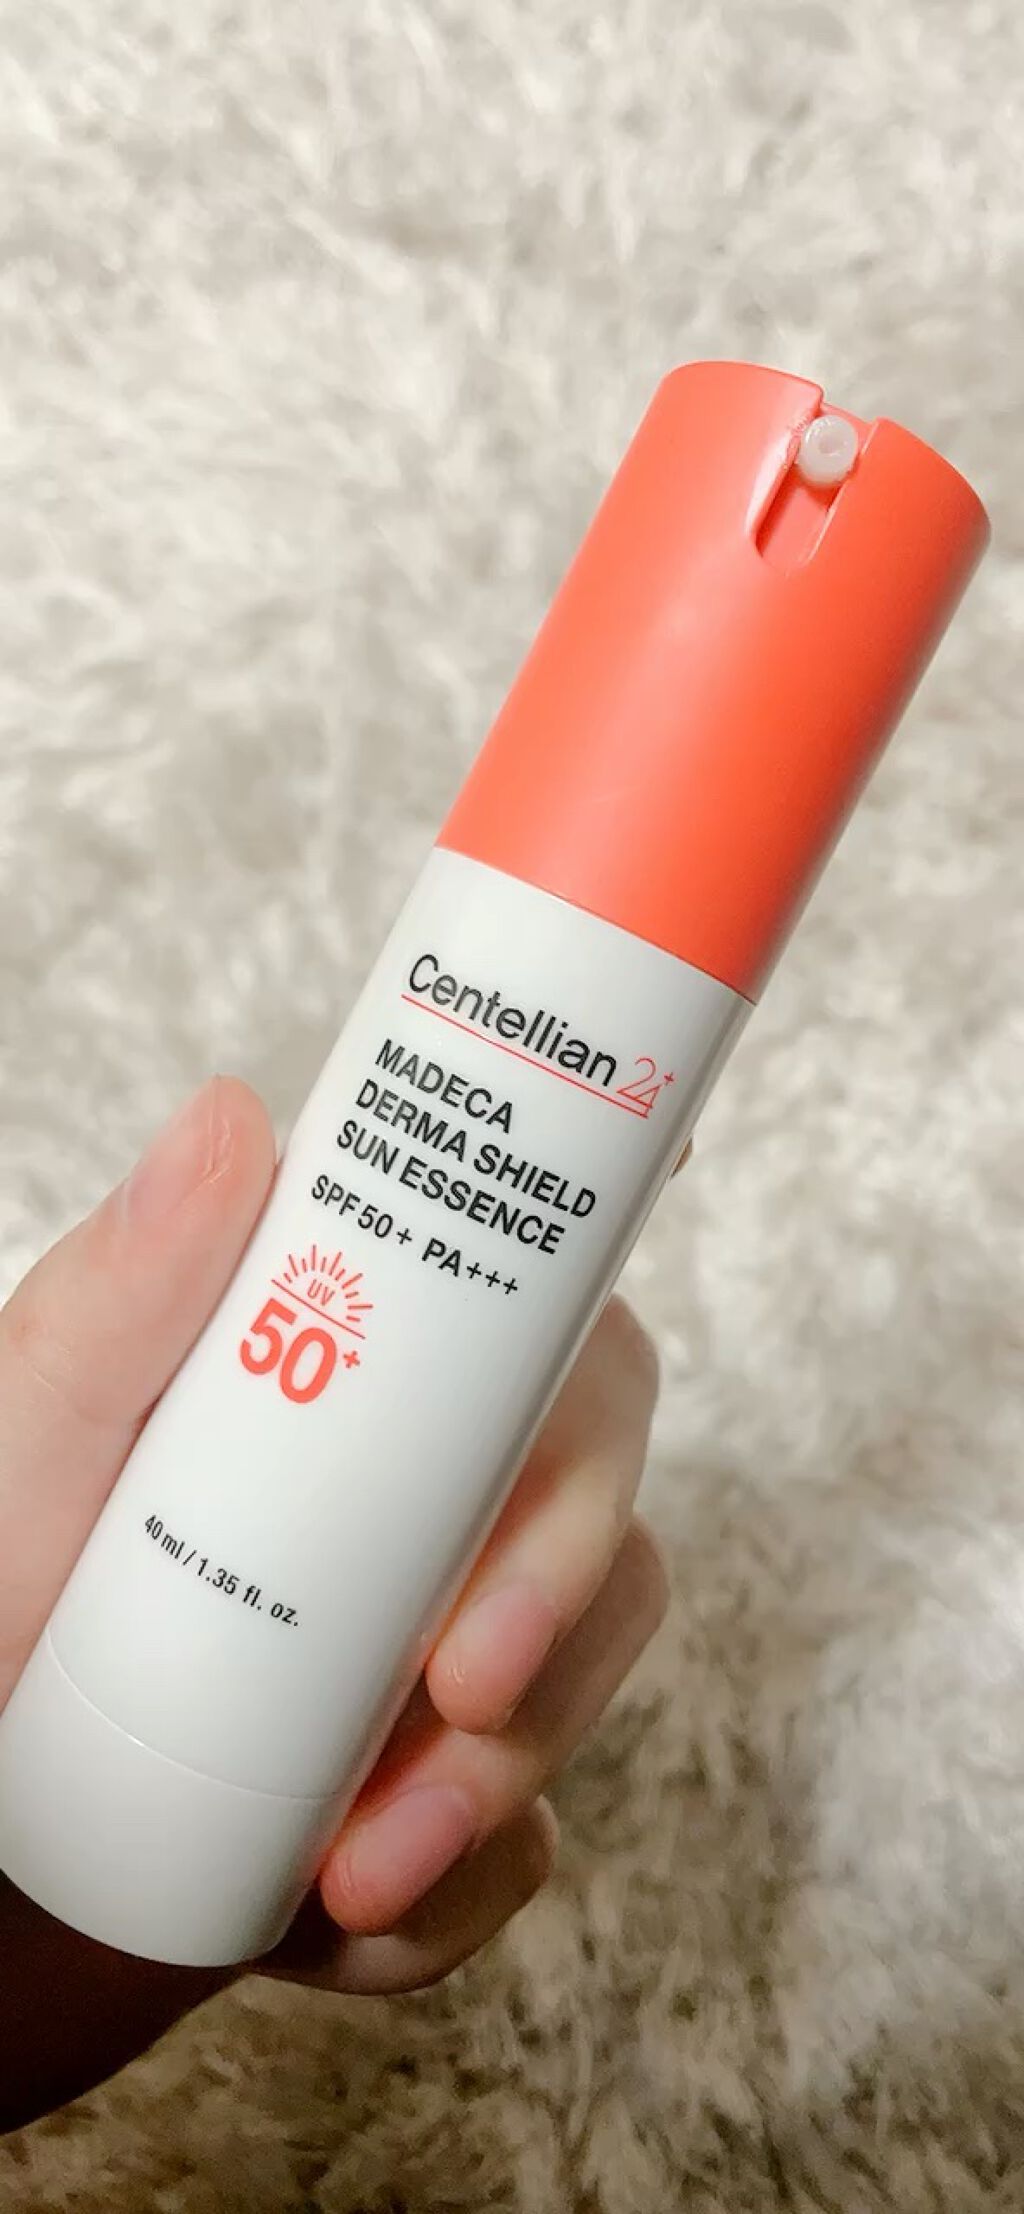 Centellian 24+
MADECA
DERMA SHIELD
SUN ESSENCE
SPF 50+ PA+++
UV
50+
40 ml / 1.35 fl. oz.